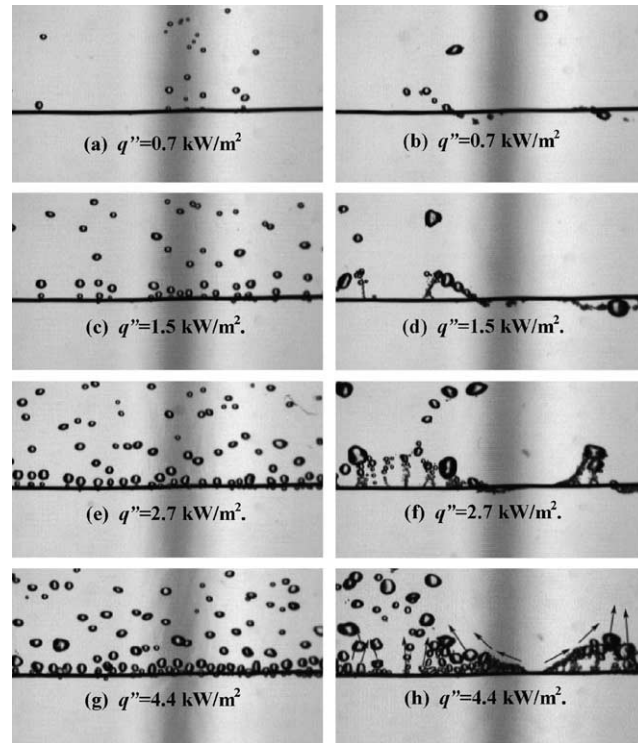 (a) q"=0.7 kW/m²
(b) q"=0.7 kW/m²
(c) q"=1.5 kW/m².
(d) q"=1.5 kW/m².
(e) q"=2.7 kW/m².
(f) q"=2.7 kW/m².
(g) q"=4.4 kW/m².
(h) q"=4.4 kW/m².